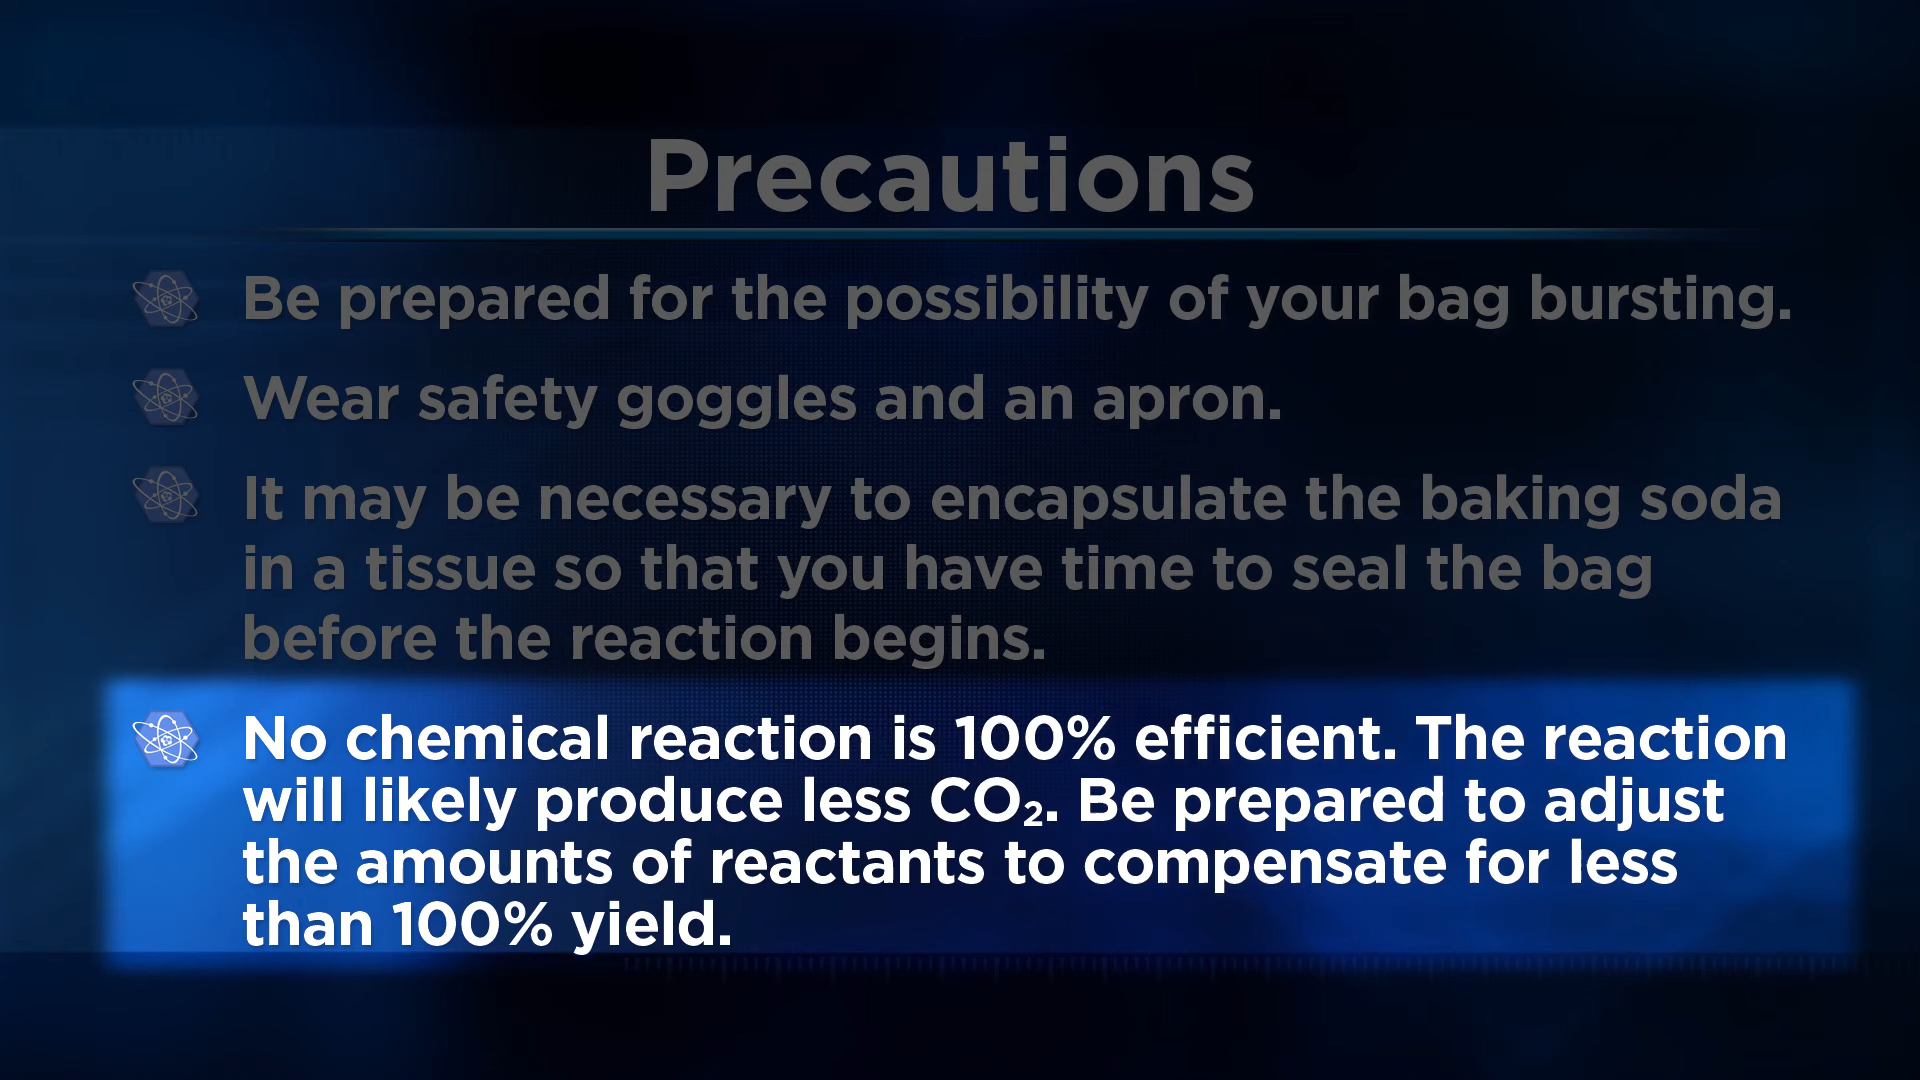 Precautions
Be prepared for the possibility of your bag bursting.
Wear safety goggles and an apron.
It may be necessary to encapsulate the baking soda
in a tissue so that you have time to seal the bag
before the reaction begins.
No chemical reaction is 100% efficient. The reaction
will likely produce less CO₂. Be prepared to adjust
the amounts of reactants to compensate for less
than 100% yield.